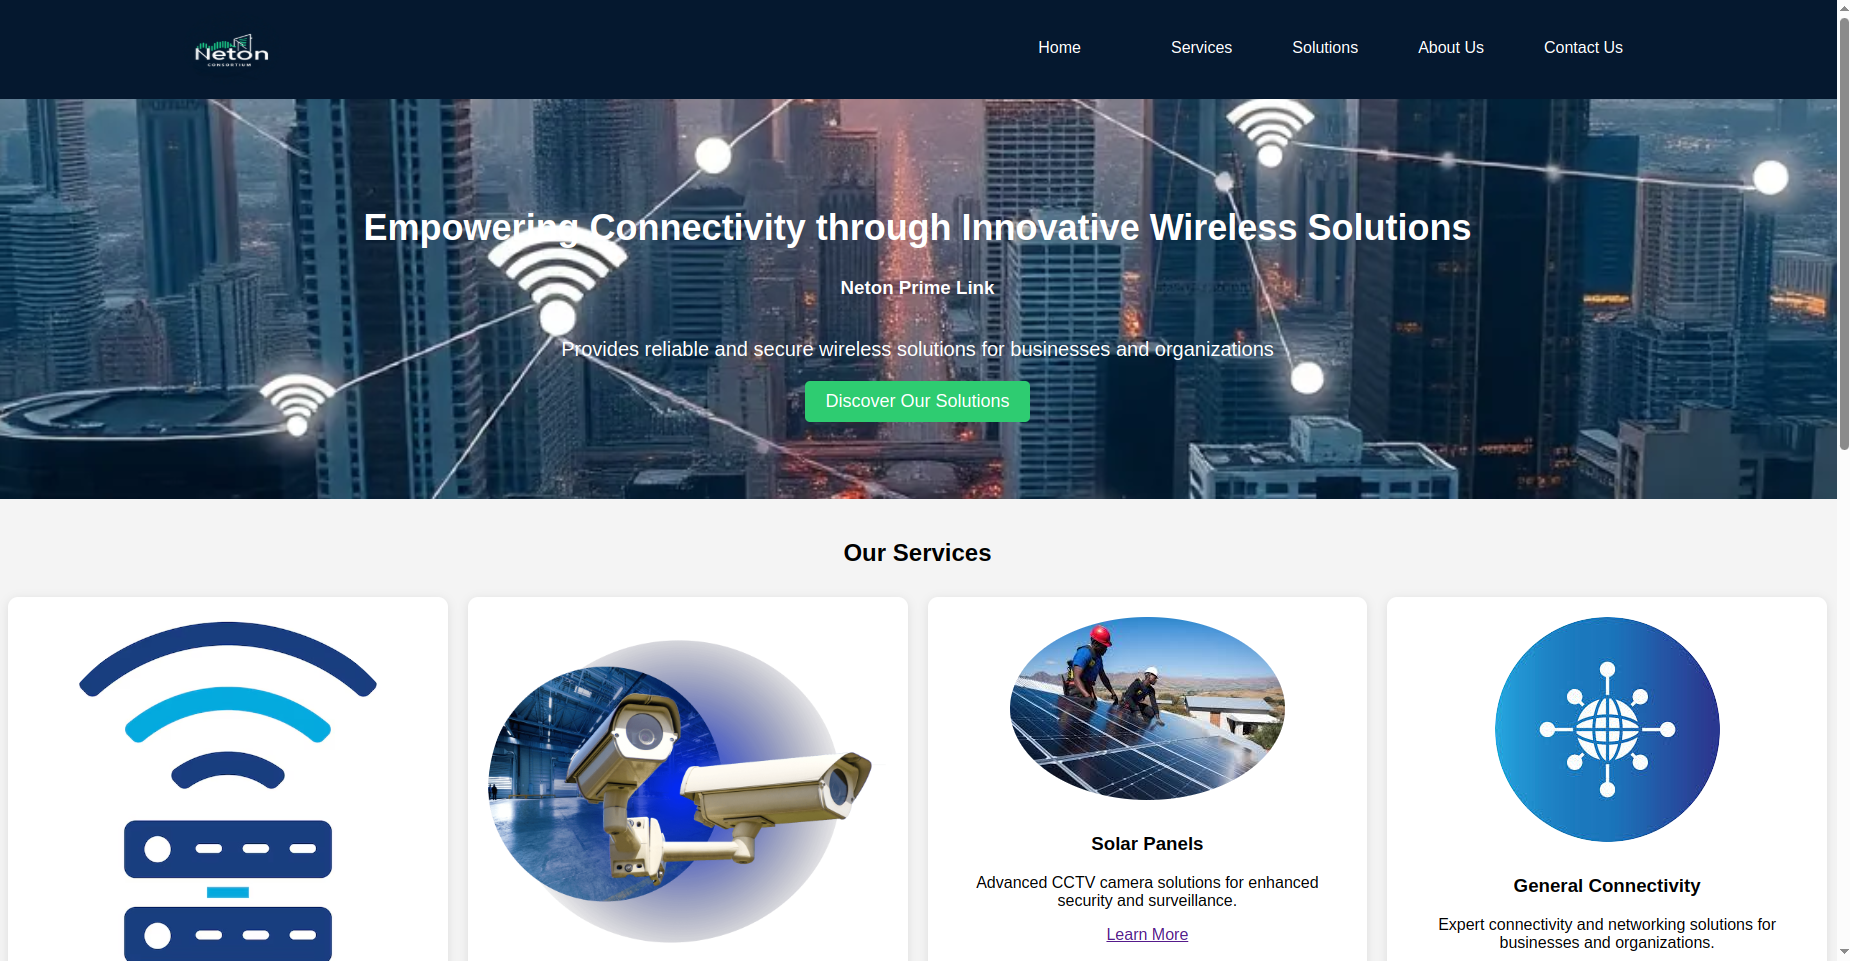 Neton
CONSORTIUM
Home
Services
Solutions
About Us
Contact Us
Empowering Connectivity through Innovative Wireless Solutions
Neton Prime Link
Provides reliable and secure wireless solutions for businesses and organizations
Discover Our Solutions
Our Services
Solar Panels
Advanced CCTV camera solutions for enhanced
security and surveillance.
Learn More
General Connectivity
Expert connectivity and networking solutions for
businesses and organizations.